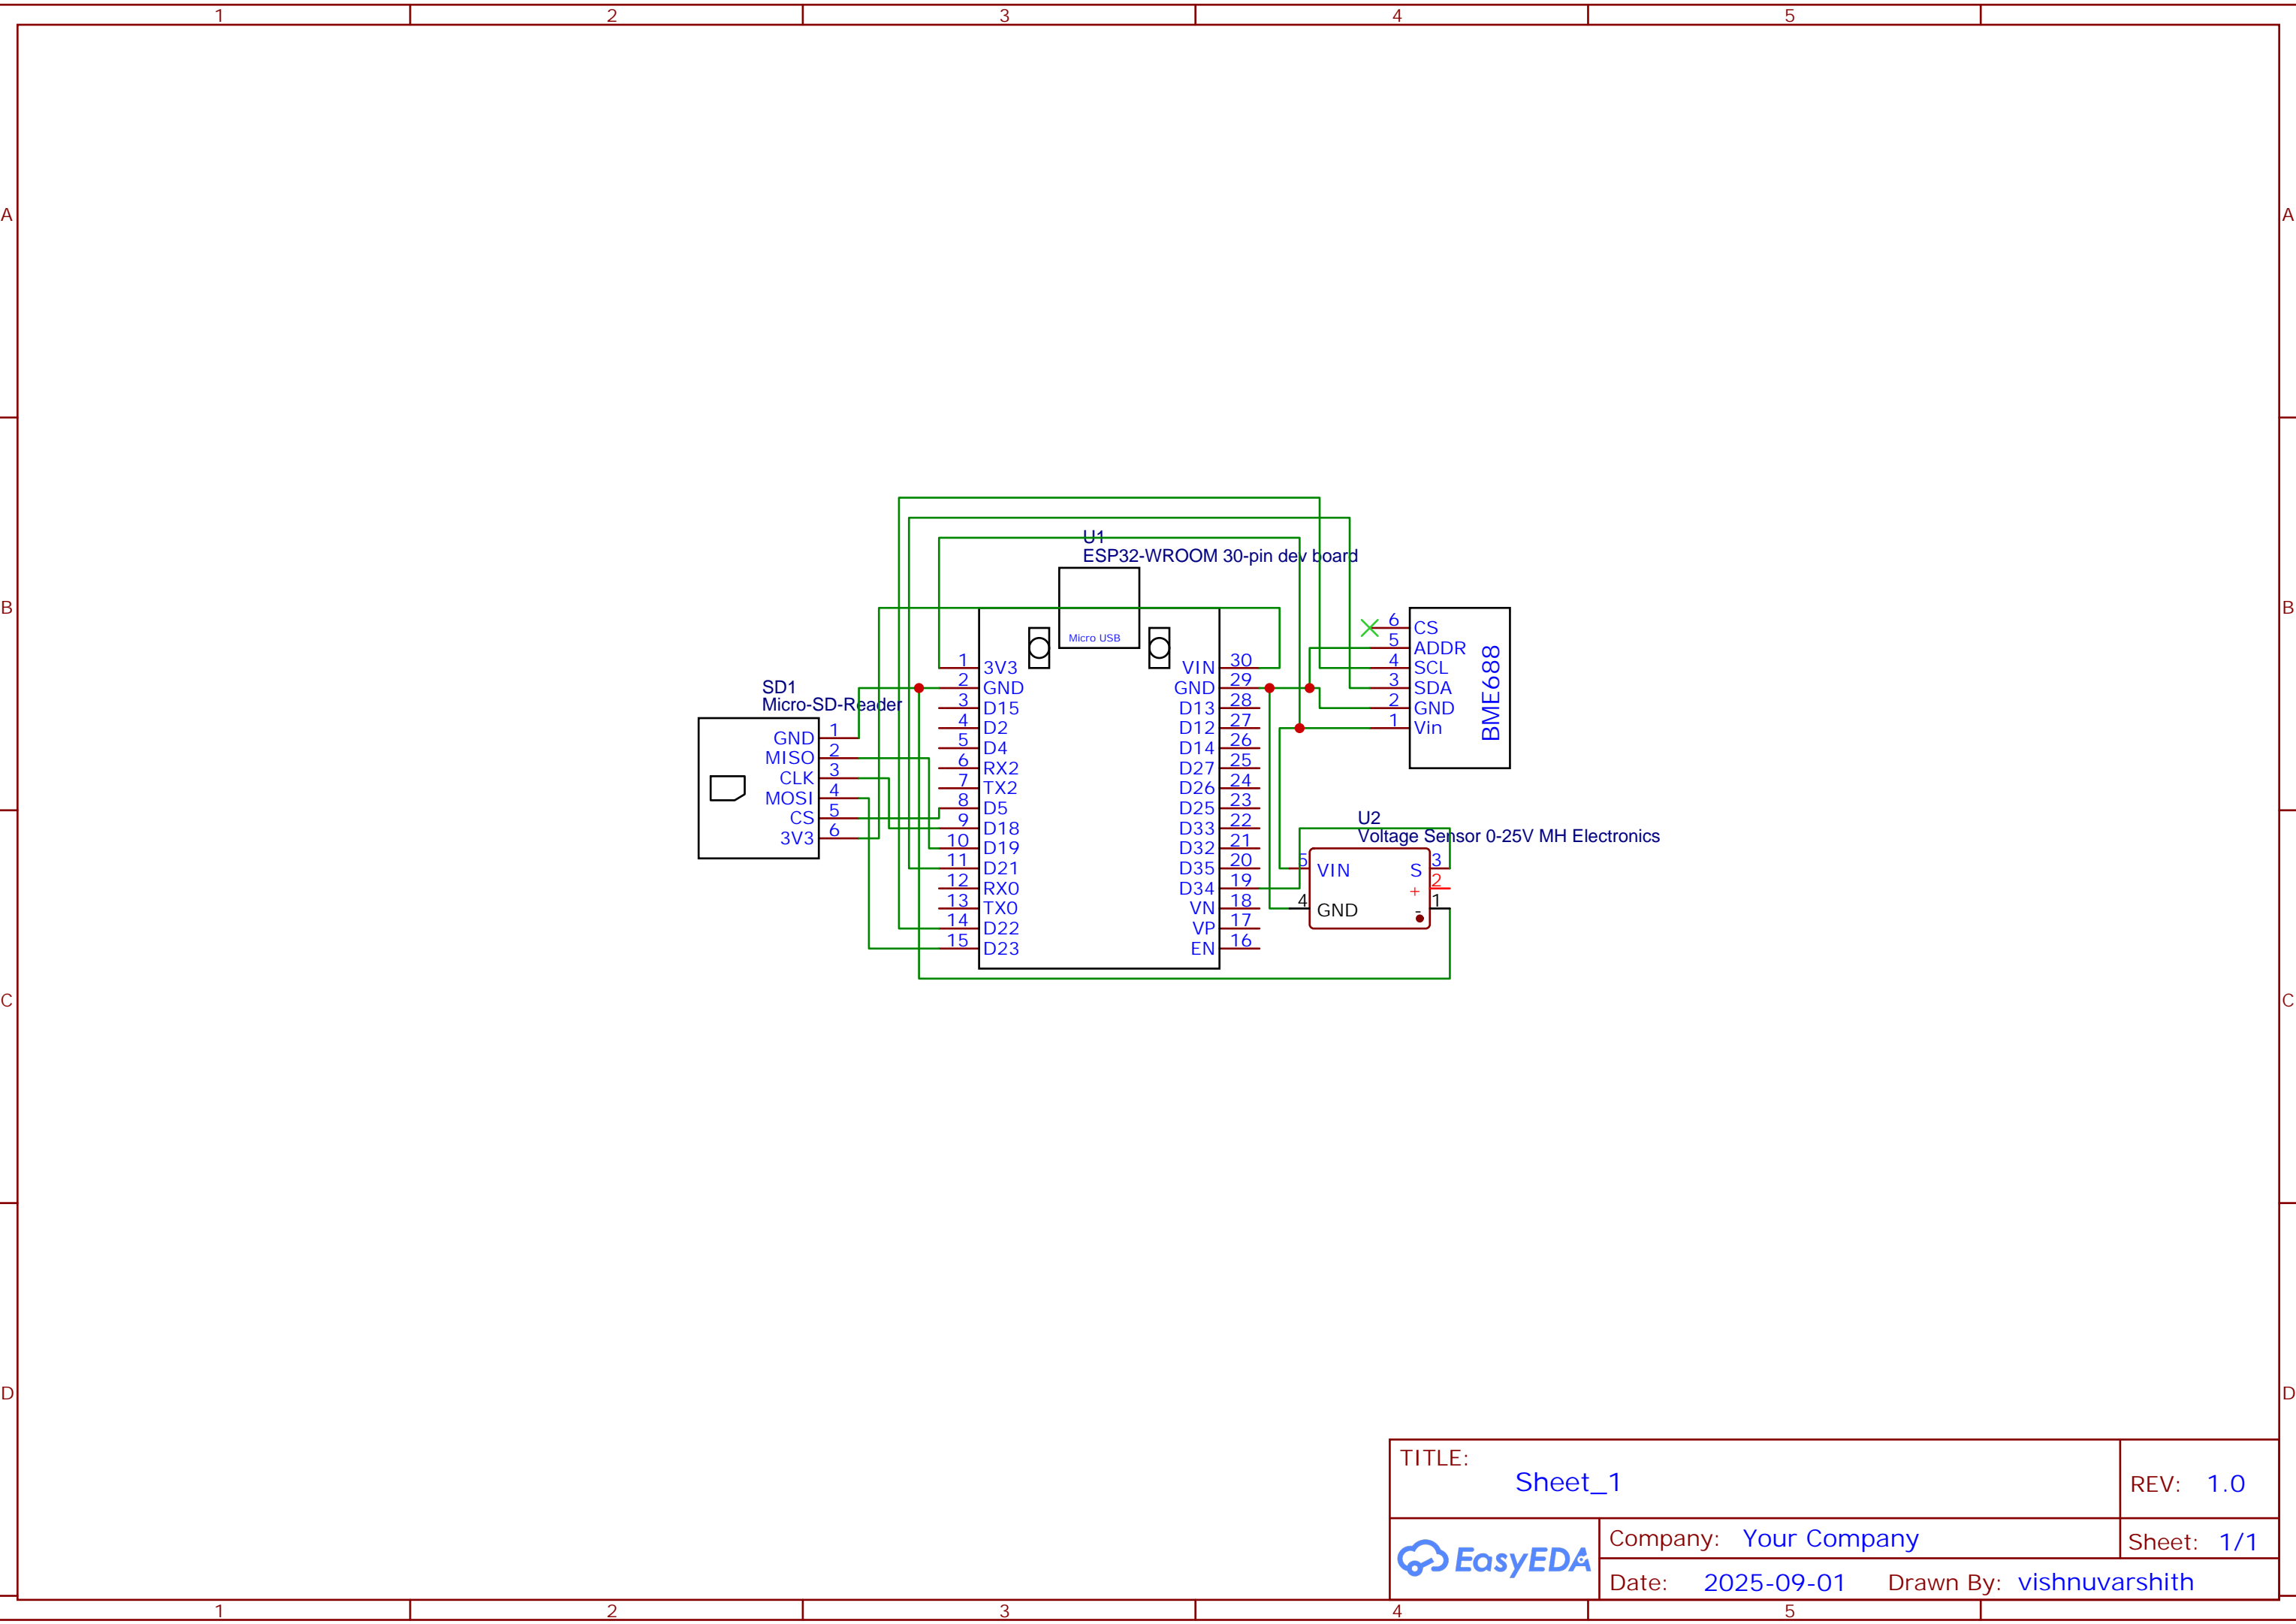 1 2 3 4 5
A A
B B
C C
D D
U1
ESP32-WROOM 30-pin dev board
Micro USB
1 3V3
2 GND
3 D15
4 D2
5 D4
6 RX2
7 TX2
8 D5
9 D18
10 D19
11 D21
12 RX0
13 TX0
14 D22
15 D23
VIN 30
GND 29
D13 28
D12 27
D14 26
D27 25
D26 24
D25 23
D33 22
D32 21
D35 20
D34 19
VN 18
VP 17
EN 16
SD1
Micro-SD-Reader
GND 1
MISO 2
CLK 3
MOSI 4
CS 5
3V3 6
6 CS
5 ADDR
4 SCL
3 SDA
2 GND
1 Vin
BME688
U2
Voltage Sensor 0-25V MH Electronics
5 VIN S 3
+ 2
4 GND - 1
TITLE:
Sheet_1
REV: 1.0
EasyEDA
Company: Your Company
Sheet: 1/1
Date: 2025-09-01 Drawn By: vishnuvarshith
1 2 3 4 5